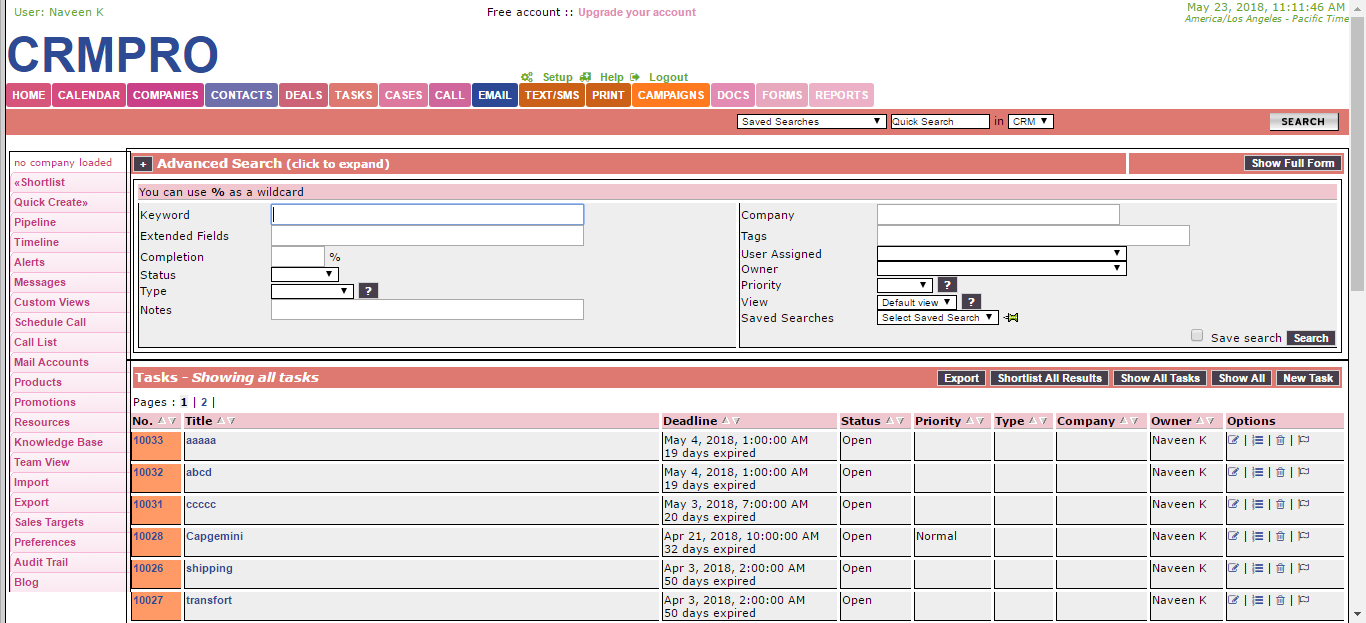 User: Naveen K
Free account :: Upgrade your account
May 23, 2018, 11:11:46 AM
America/Los Angeles - Pacific Time
CRMPRO
Setup Help Logout
HOME CALENDAR COMPANIES CONTACTS DEALS TASKS CASES CALL EMAIL TEXT/SMS PRINT CAMPAIGNS DOCS FORMS REPORTS
Saved Searches Quick Search in CRM SEARCH
no company loaded
«Shortlist
Quick Create»
Pipeline
Timeline
Alerts
Messages
Custom Views
Schedule Call
Call List
Mail Accounts
Products
Promotions
Resources
Knowledge Base
Team View
Import
Export
Sales Targets
Preferences
Audit Trail
Blog
+ Advanced Search (click to expand) Show Full Form
You can use % as a wildcard
Keyword
Extended Fields
Completion %
Status
Type ?
Notes
Company
Tags
User Assigned
Owner
Priority ?
View Default view ?
Saved Searches Select Saved Search
Save search Search
Tasks - Showing all tasks Export Shortlist All Results Show All Tasks Show All New Task
Pages : 1 | 2 |
No. Title Deadline Status Priority Type Company Owner Options
10033 aaaaa May 4, 2018, 1:00:00 AM Open Naveen K | | |
19 days expired
10032 abcd May 4, 2018, 1:00:00 AM Open Naveen K | | |
19 days expired
10031 ccccc May 3, 2018, 7:00:00 AM Open Naveen K | | |
20 days expired
10028 Capgemini Apr 21, 2018, 10:00:00 AM Open Normal Naveen K | | |
32 days expired
10026 shipping Apr 3, 2018, 2:00:00 AM Open Naveen K | | |
50 days expired
10027 transfort Apr 3, 2018, 2:00:00 AM Open Naveen K | | |
50 days expired